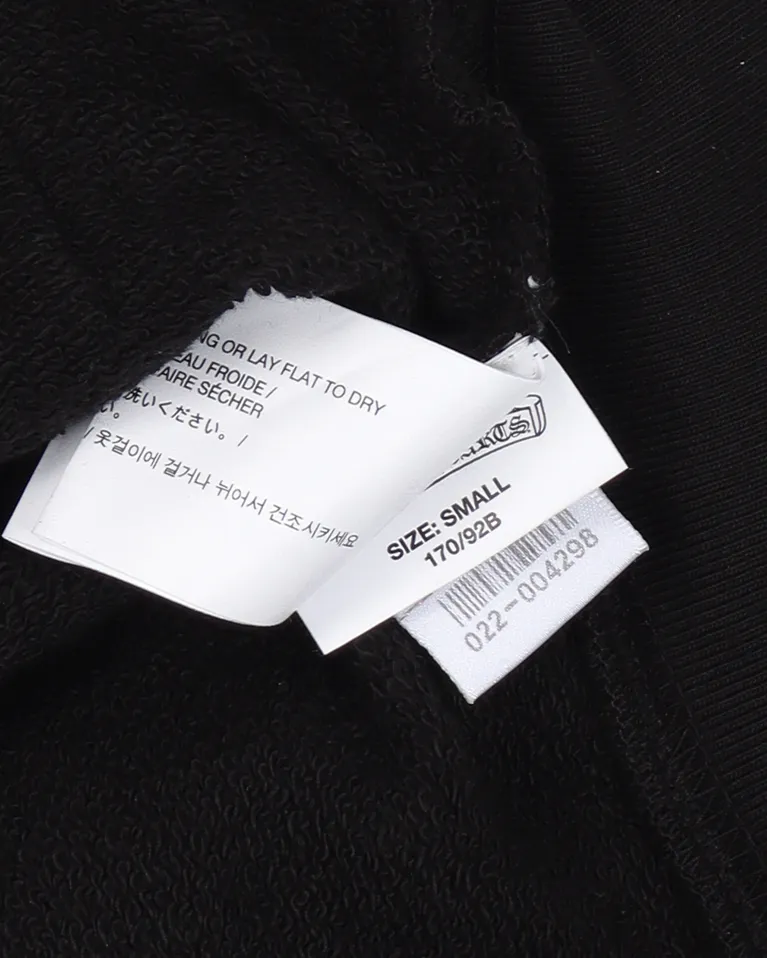 NG OR LAY FLAT TO DRY
EAU FROIDE /
AIRE SÉCHER
洗いください。 /
い。
/ 옷걸이에 걸거나 뉘어서 건조시키세요
SIZE: SMALL
170/92B
022-004298